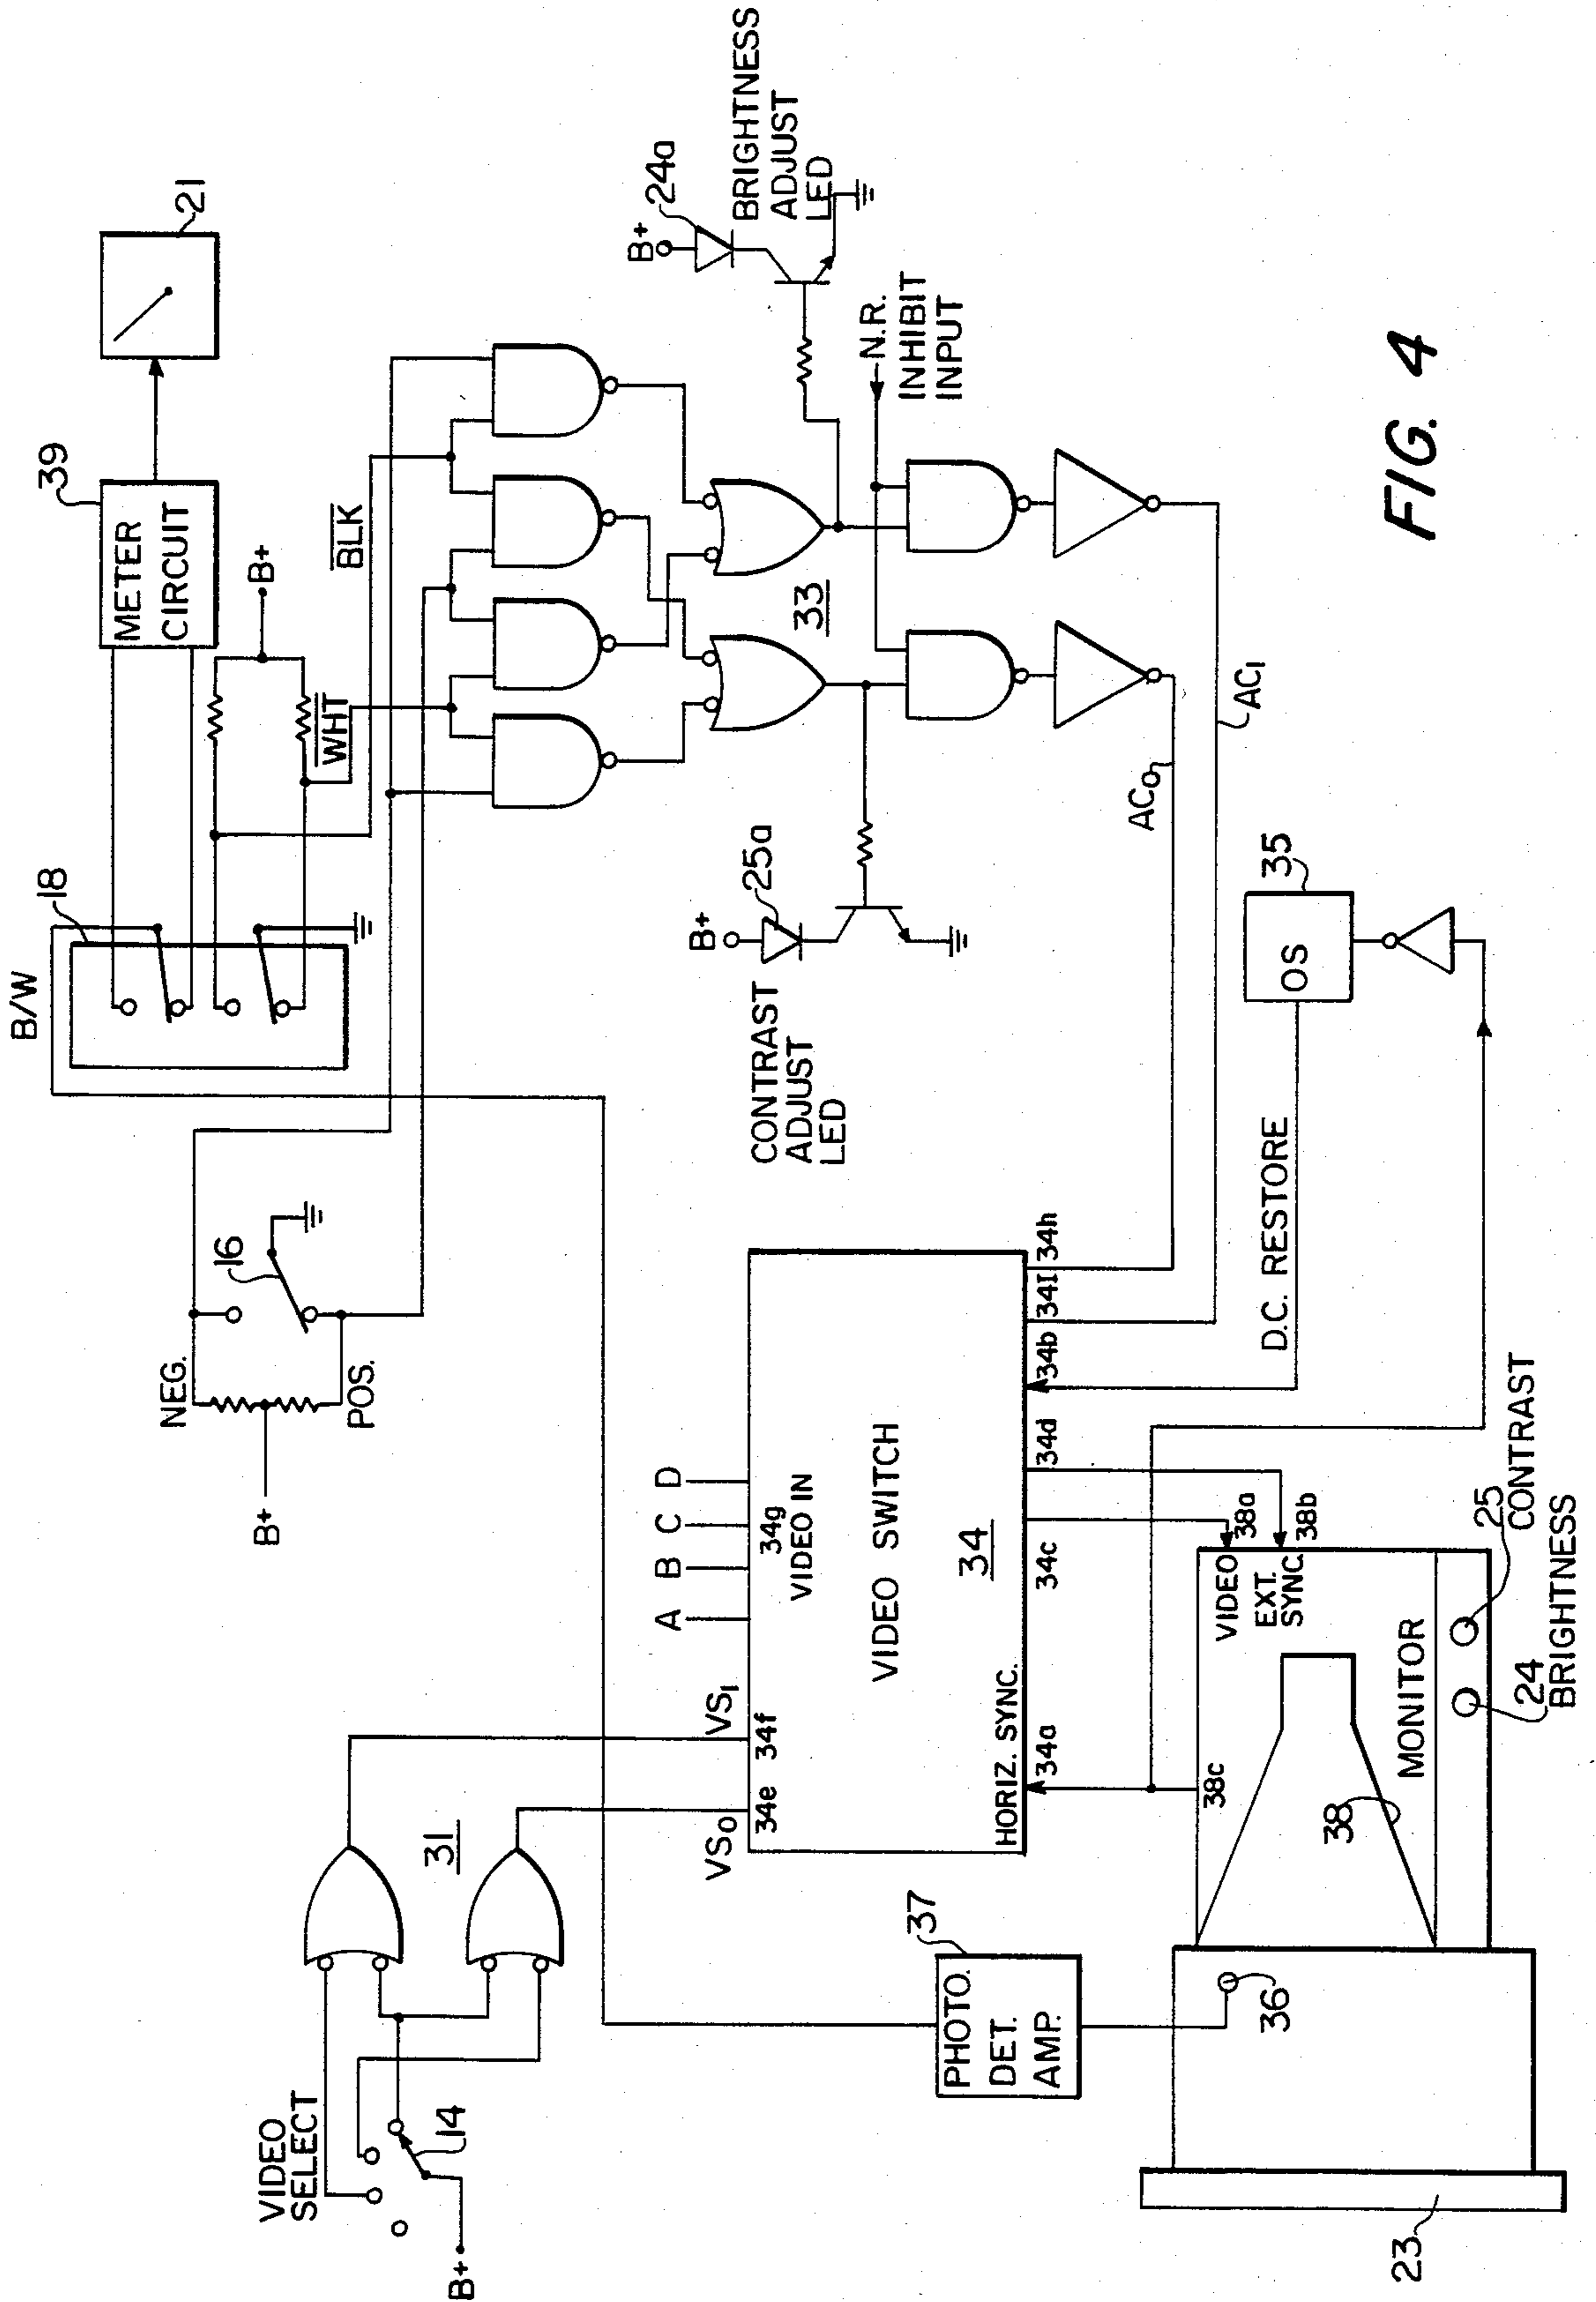 VIDEO
SELECT
14
B+
31
NEG.
POS.
B+
16
B/W
18
METER
CIRCUIT
39
21
B+
WHT
BLK
VS0
VS1
A
B
C
D
34e
34f
34g
VIDEO IN
VIDEO SWITCH
34
HORIZ. SYNC.
34a
34c
34d
34b
34I
34h
CONTRAST
ADJUST
LED
B+
25a
33
B+
24a
BRIGHTNESS
ADJUST
LED
N.R.
INHIBIT
INPUT
AC0
AC1
PHOTO.
DET.
AMP.
37
36
23
38c
VIDEO
38a
EXT.
SYNC.
38b
MONITOR
38
24
BRIGHTNESS
25
CONTRAST
D.C. RESTORE
OS
35
FIG. 4